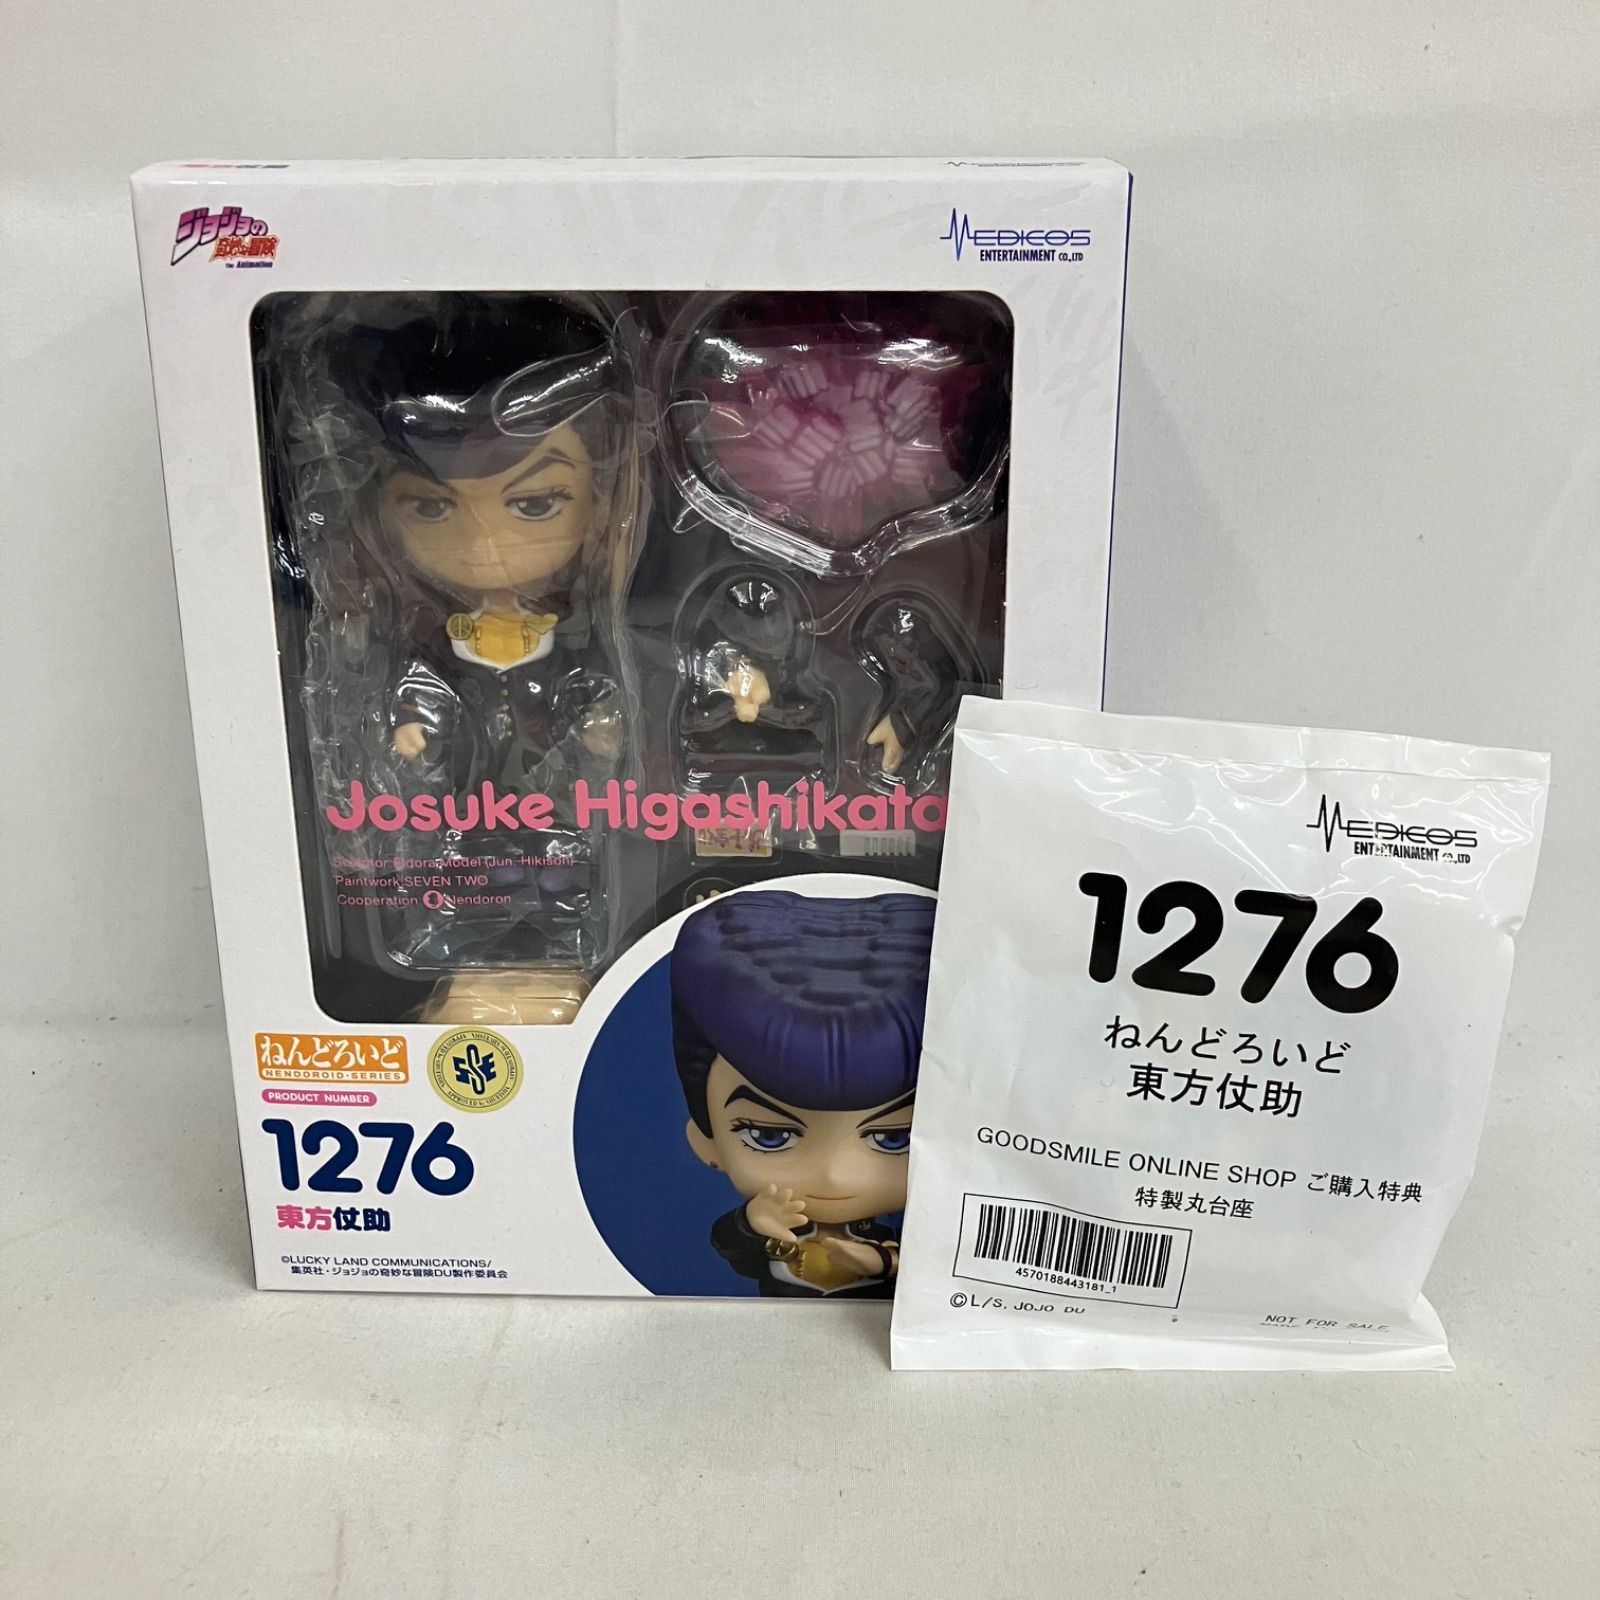 ジョジョの
奇妙な冒険
The Animation
MEDICOS
ENTERTAINMENT CO.,LTD
Josuke Higashikata
Sculptor:Eldora Model (Jun. Hikison)
Paintwork:SEVEN TWO
Cooperation Nendoron
ねんどろいど
NENDOROID-SERIES
SSE
PRODUCT NUMBER
1276
東方仗助
©LUCKY LAND COMMUNICATIONS/
集英社・ジョジョの奇妙な冒険DU製作委員会
MEDICOS
ENTERTAINMENT CO.,LTD
1276
ねんどろいど
東方仗助
GOODSMILE ONLINE SHOP ご購入特典
特製丸台座
4570188443181_1
©L/S, JOJO DU
NOT FOR SALE